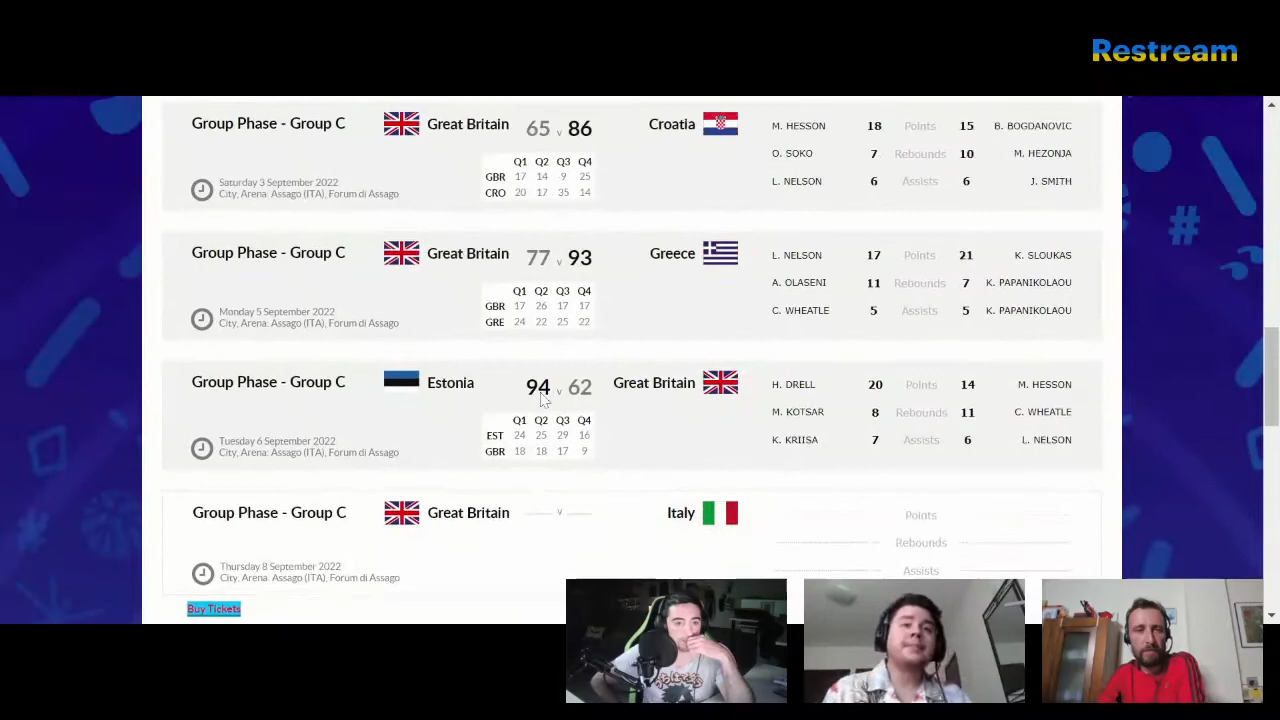 Restream
Group Phase - Group C
Great Britain 65 v 86 Croatia
M. HESSON 18 Points 15 B. BOGDANOVIC
O. SOKO 7 Rebounds 10 M. HEZONJA
L. NELSON 6 Assists 6 J. SMITH
Q1 Q2 Q3 Q4
GBR 17 14 9 25
CRO 20 17 35 14
Saturday 3 September 2022
City, Arena: Assago (ITA), Forum di Assago
Group Phase - Group C
Great Britain 77 v 93 Greece
L. NELSON 17 Points 21 K. SLOUKAS
A. OLASENI 11 Rebounds 7 K. PAPANIKOLAOU
C. WHEATLE 5 Assists 5 K. PAPANIKOLAOU
Q1 Q2 Q3 Q4
GBR 17 26 17 17
GRE 24 22 25 22
Monday 5 September 2022
City, Arena: Assago (ITA), Forum di Assago
Group Phase - Group C
Estonia 94 v 62 Great Britain
H. DRELL 20 Points 14 M. HESSON
M. KOTSAR 8 Rebounds 11 C. WHEATLE
K. KRIISA 7 Assists 6 L. NELSON
Q1 Q2 Q3 Q4
EST 24 25 29 16
GBR 18 18 17 9
Tuesday 6 September 2022
City, Arena: Assago (ITA), Forum di Assago
Group Phase - Group C
Great Britain v Italy
Points
Rebounds
Assists
Thursday 8 September 2022
City, Arena: Assago (ITA), Forum di Assago
Buy Tickets